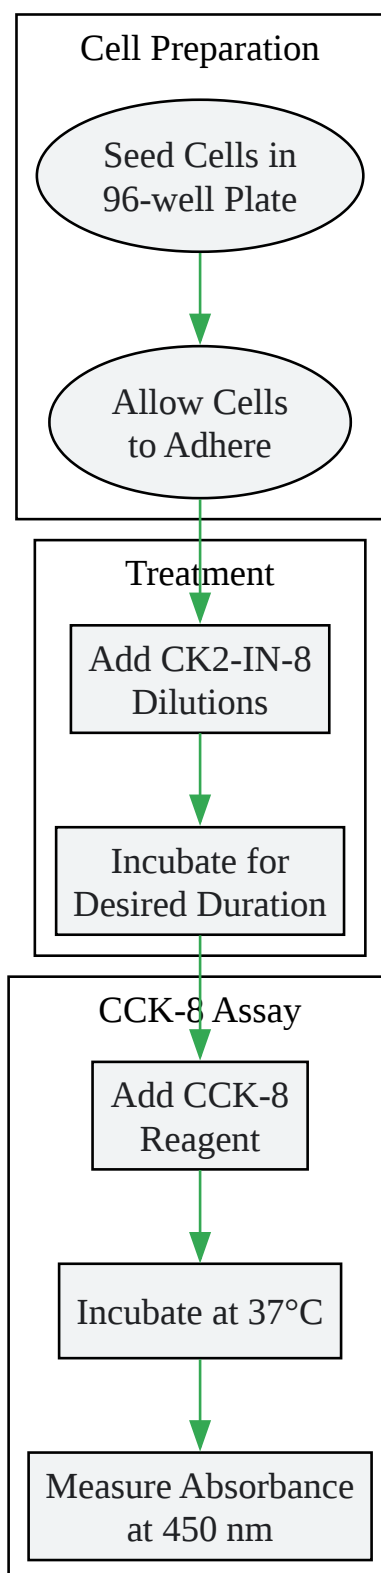 Cell Preparation
Seed Cells in
96-well Plate
Allow Cells
to Adhere
Treatment
Add CK2-IN-8
Dilutions
Incubate for
Desired Duration
CCK-8 Assay
Add CCK-8
Reagent
Incubate at 37°C
Measure Absorbance
at 450 nm